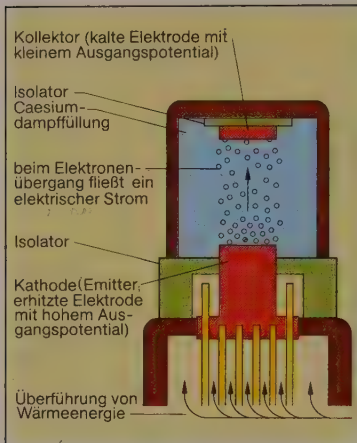 Kollektor (kalte Elektrode mit
kleinem Ausgangspotential)
Isolator
Caesium-
dampffüllung
beim Elektronen-
übergang fließt ein
elektrischer Strom
Isolator
Kathode (Emitter,
erhitzte Elektrode
mit hohem Aus-
gangspotential)
Überführung von
Wärmeenergie